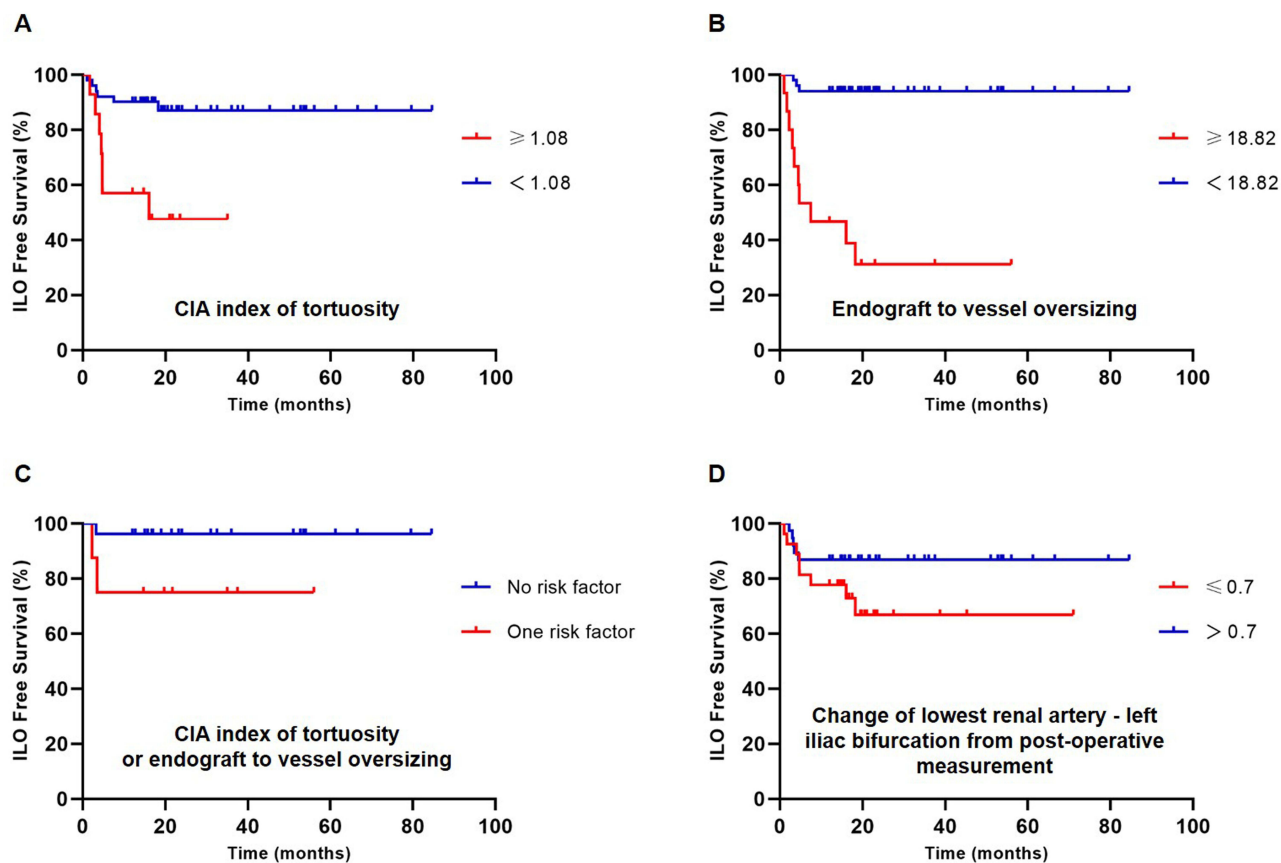 A
ILO Free Survival (%)
100
80
60
40
20
0
0 20 40 60 80 100
Time (months)
CIA index of tortuosity
⩾ 1.08
< 1.08
B
ILO Free Survival (%)
100
80
60
40
20
0
0 20 40 60 80 100
Time (months)
Endograft to vessel oversizing
⩾ 18.82
< 18.82
C
ILO Free Survival (%)
100
80
60
40
20
0
0 20 40 60 80 100
Time (months)
CIA index of tortuosity
or endograft to vessel oversizing
No risk factor
One risk factor
D
ILO Free Survival (%)
100
80
60
40
20
0
0 20 40 60 80 100
Time (months)
Change of lowest renal artery - left
iliac bifurcation from post-operative
measurement
⩽ 0.7
> 0.7